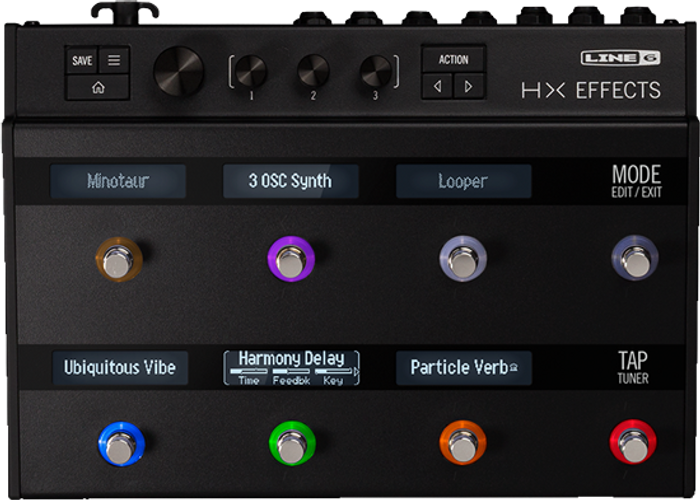 SAVE
ACTION
LINE 6
1
2
3
HX EFFECTS
Minotaur
3 OSC Synth
Looper
MODE
EDIT / EXIT
Ubiquitous Vibe
Harmony Delay
Time Feedbk Key
Particle Verb
TAP
TUNER